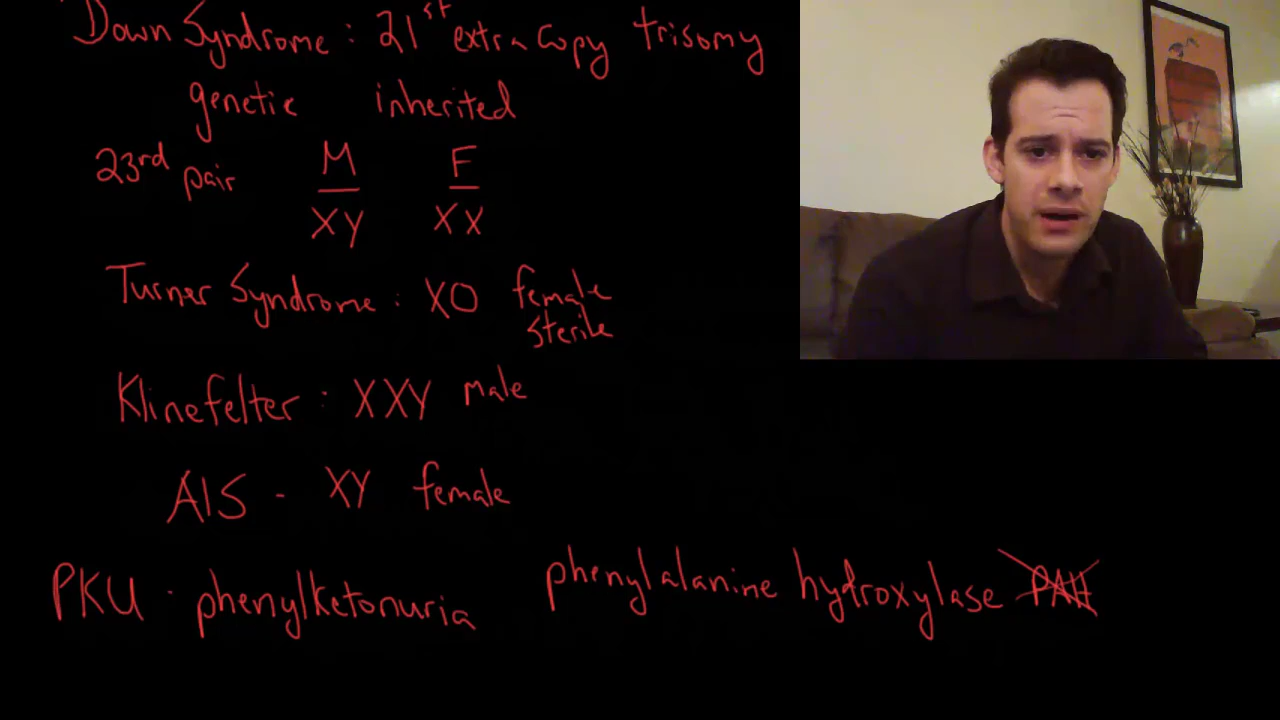 Down Syndrome : 21st extra copy trisomy
genetic inherited
23rd pair M F
XY XX
Turner Syndrome : XO female
sterile
Klinefelter : XXY male
AIS - XY female
PKU - phenylketonuria phenylalanine hydroxylase PAH